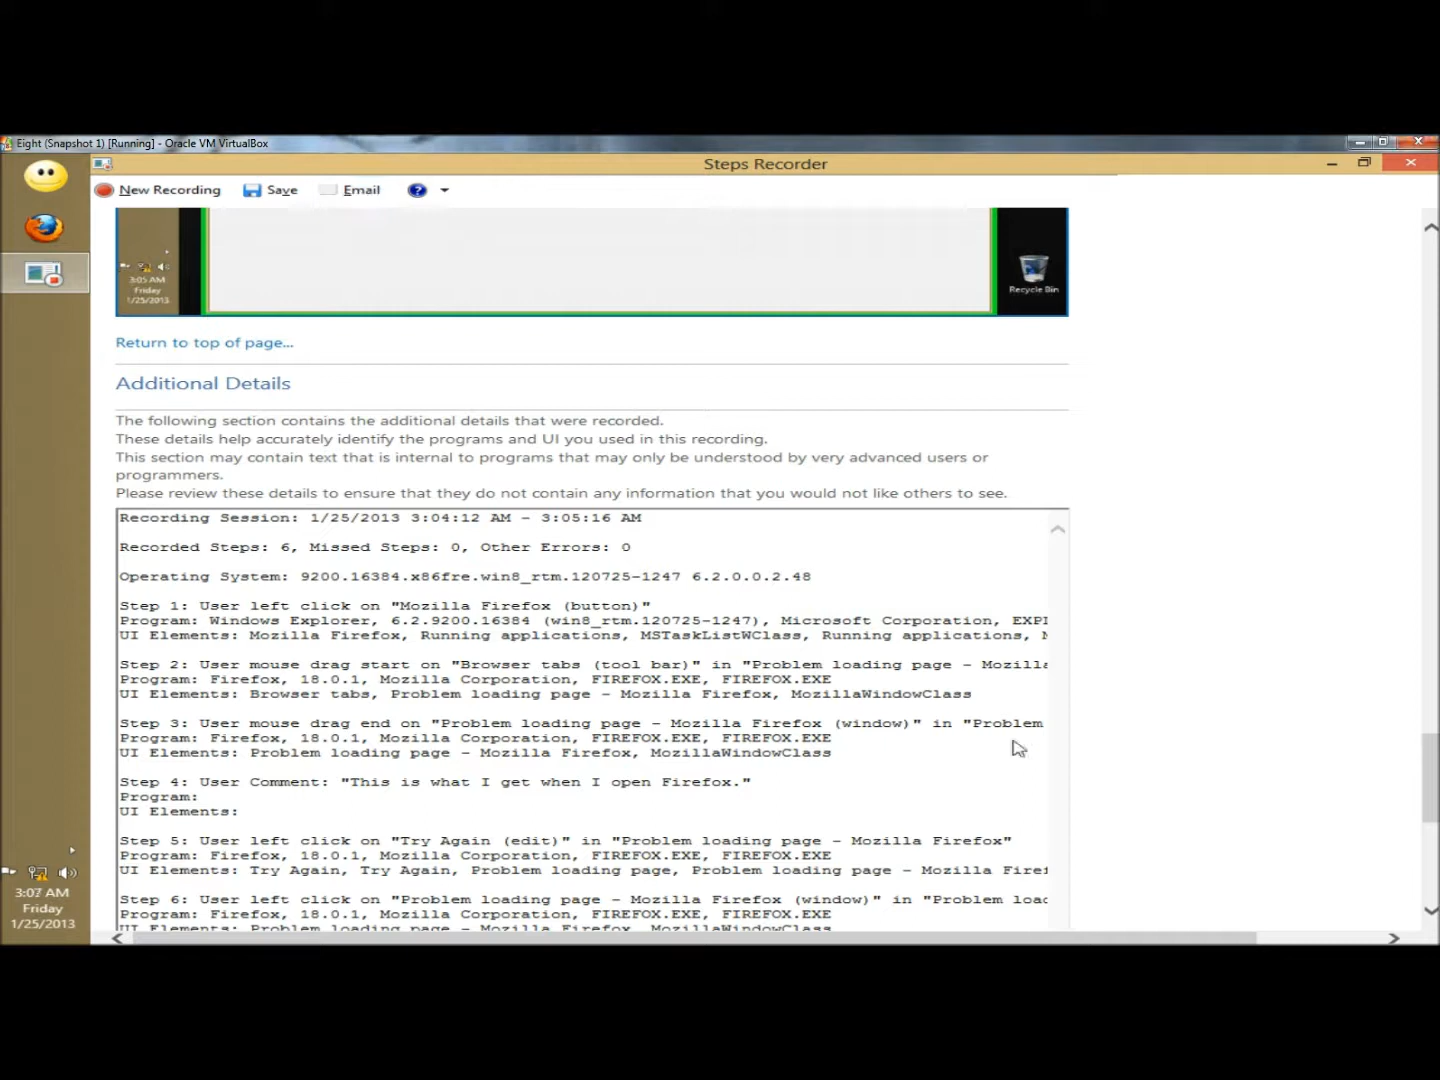 Eight (Snapshot 1) [Running] - Oracle VM VirtualBox
Steps Recorder
New Recording Save Email
3:05 AM
Friday
1/25/2013
Recycle Bin
Return to top of page...
Additional Details
The following section contains the additional details that were recorded.
These details help accurately identify the programs and UI you used in this recording.
This section may contain text that is internal to programs that may only be understood by very advanced users or
programmers.
Please review these details to ensure that they do not contain any information that you would not like others to see.
Recording Session: 1/25/2013 3:04:12 AM - 3:05:16 AM
Recorded Steps: 6, Missed Steps: 0, Other Errors: 0
Operating System: 9200.16384.x86fre.win8_rtm.120725-1247 6.2.0.0.2.48
Step 1: User left click on "Mozilla Firefox (button)"
Program: Windows Explorer, 6.2.9200.16384 (win8_rtm.120725-1247), Microsoft Corporation, EXPL
UI Elements: Mozilla Firefox, Running applications, MSTaskListWClass, Running applications, M
Step 2: User mouse drag start on "Browser tabs (tool bar)" in "Problem loading page - Mozilla
Program: Firefox, 18.0.1, Mozilla Corporation, FIREFOX.EXE, FIREFOX.EXE
UI Elements: Browser tabs, Problem loading page - Mozilla Firefox, MozillaWindowClass
Step 3: User mouse drag end on "Problem loading page - Mozilla Firefox (window)" in "Problem
Program: Firefox, 18.0.1, Mozilla Corporation, FIREFOX.EXE, FIREFOX.EXE
UI Elements: Problem loading page - Mozilla Firefox, MozillaWindowClass
Step 4: User Comment: "This is what I get when I open Firefox."
Program:
UI Elements:
Step 5: User left click on "Try Again (edit)" in "Problem loading page - Mozilla Firefox"
Program: Firefox, 18.0.1, Mozilla Corporation, FIREFOX.EXE, FIREFOX.EXE
UI Elements: Try Again, Try Again, Problem loading page, Problem loading page - Mozilla Firef
Step 6: User left click on "Problem loading page - Mozilla Firefox (window)" in "Problem loac
Program: Firefox, 18.0.1, Mozilla Corporation, FIREFOX.EXE, FIREFOX.EXE
UI Elements: Problem loading page - Mozilla Firefox, MozillaWindowClass
3:07 AM
Friday
1/25/2013